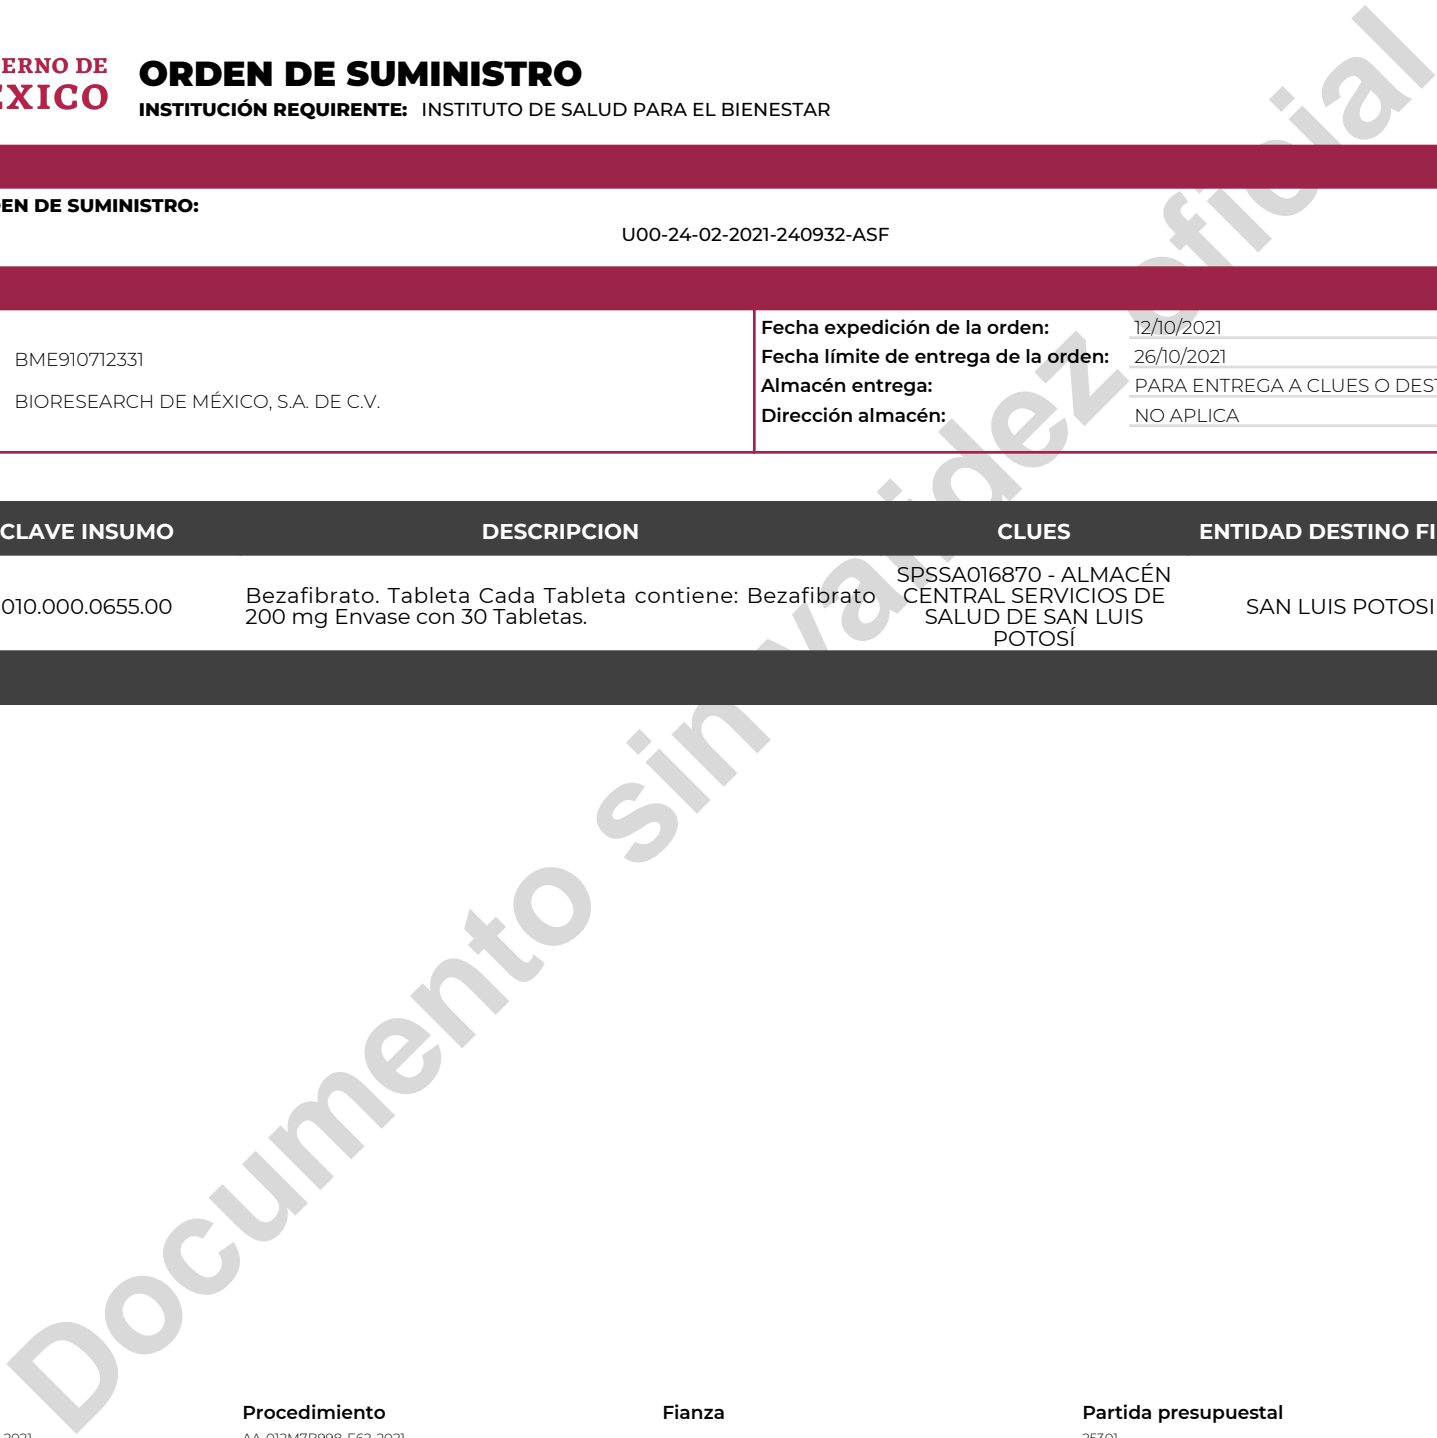 ERNO DE
ÉXICO
ORDEN DE SUMINISTRO
INSTITUCIÓN REQUIRENTE: INSTITUTO DE SALUD PARA EL BIENESTAR
EN DE SUMINISTRO:
U00-24-02-2021-240932-ASF
BME910712331
BIORESEARCH DE MÉXICO, S.A. DE C.V.
Fecha expedición de la orden: 12/10/2021
Fecha límite de entrega de la orden: 26/10/2021
Almacén entrega: PARA ENTREGA A CLUES O DEST
Dirección almacén: NO APLICA
CLAVE INSUMO DESCRIPCION CLUES ENTIDAD DESTINO FI
010.000.0655.00
Bezafibrato. Tableta Cada Tableta contiene: Bezafibrato
200 mg Envase con 30 Tabletas.
SPSSA016870 - ALMACÉN
CENTRAL SERVICIOS DE
SALUD DE SAN LUIS
POTOSÍ
SAN LUIS POTOSI
Documento sin validez oficial
Procedimiento Fianza Partida presupuestal